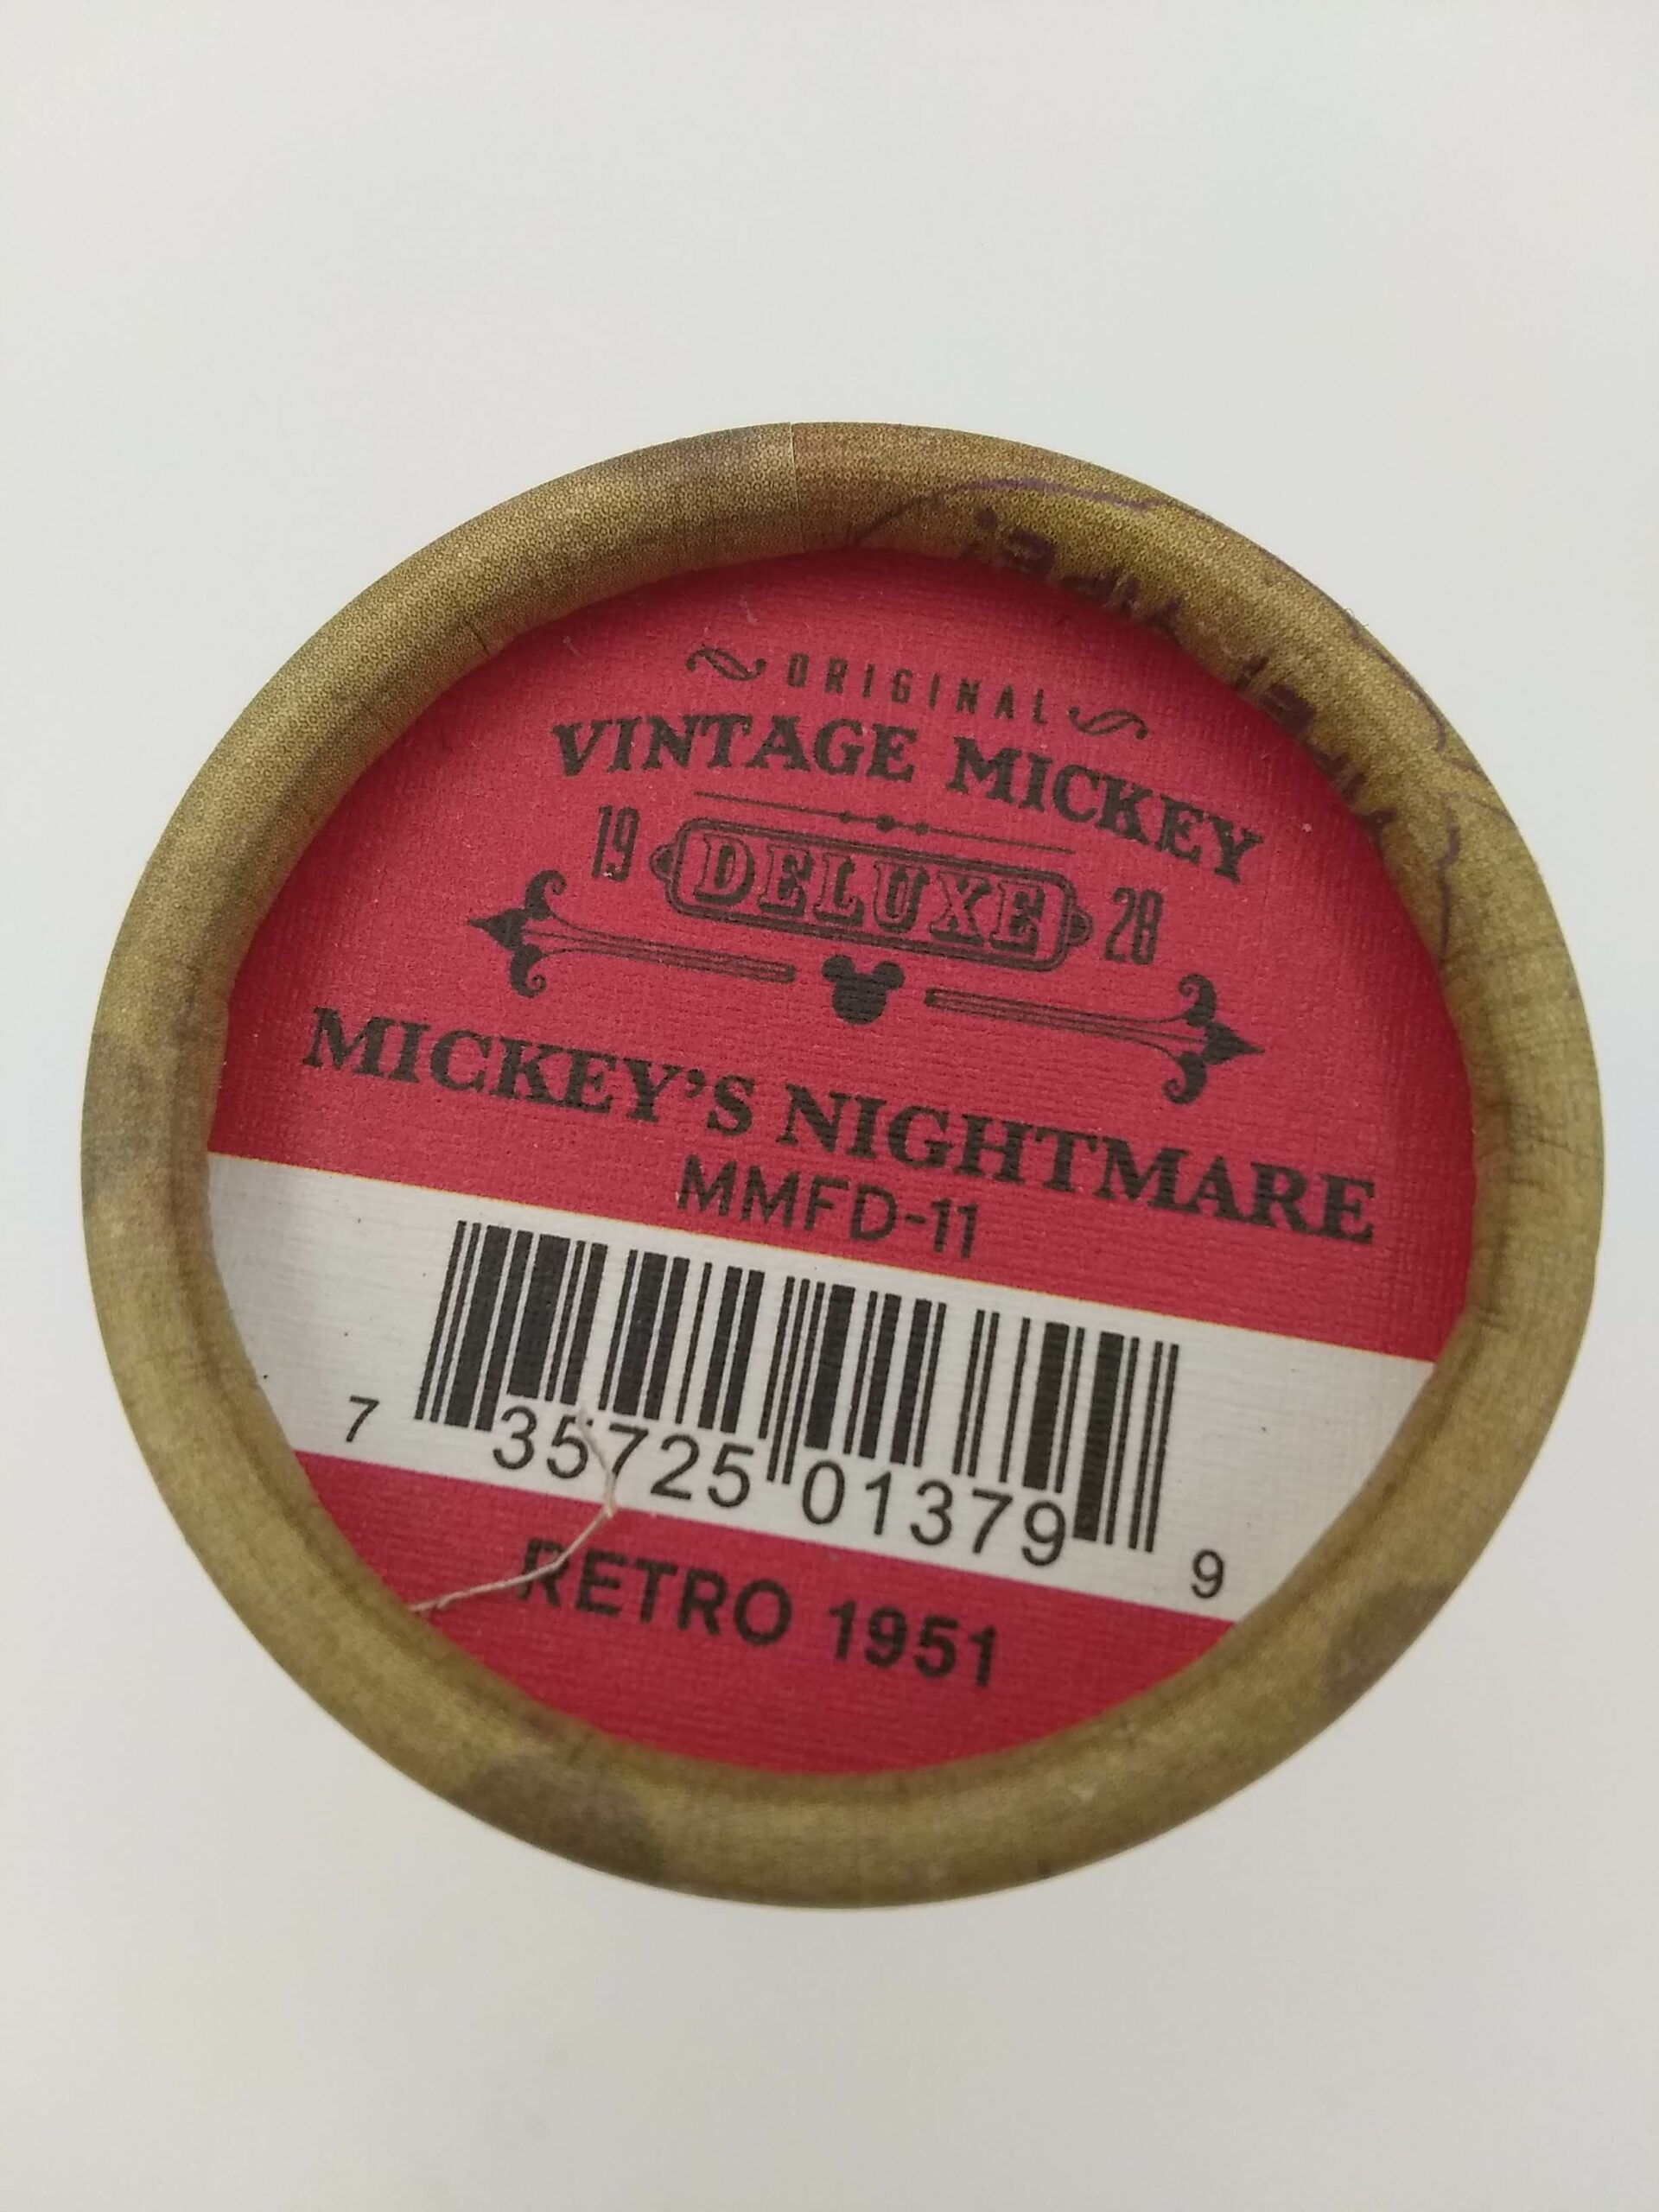 ORIGINAL
VINTAGE MICKEY
19 DELUXE 28
MICKEY'S NIGHTMARE
MMFD-11
7 35725 01379 9
RETRO 1951